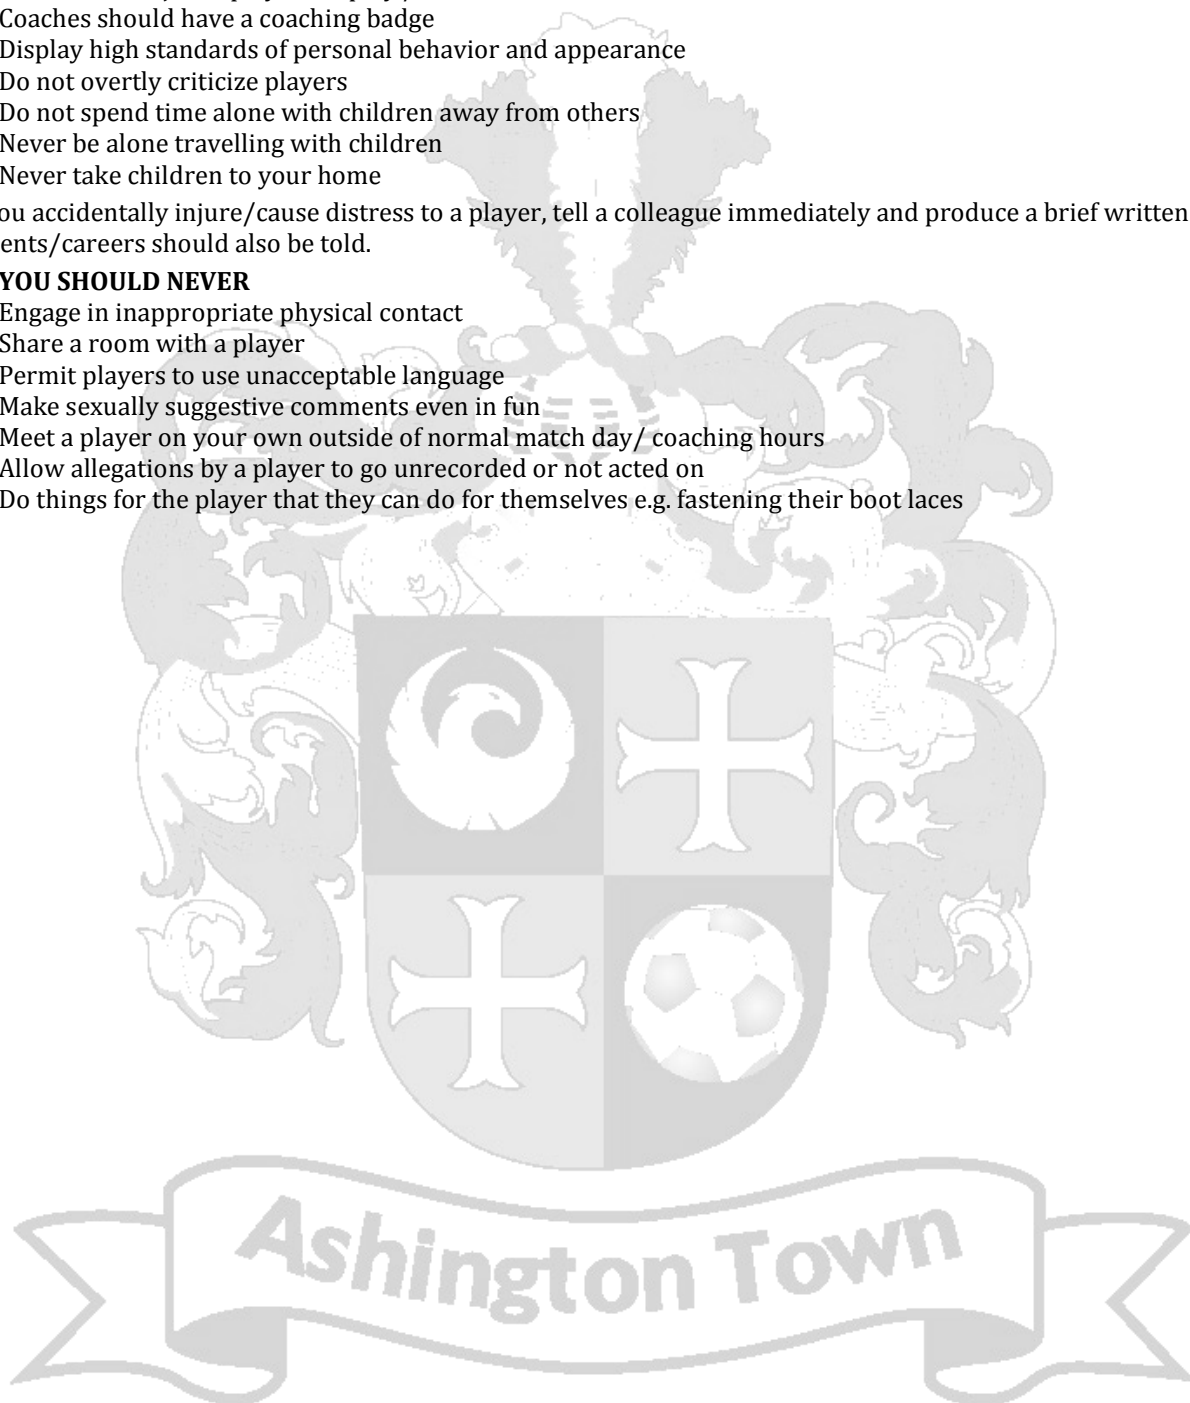 Coaches should have a coaching badge
Display high standards of personal behavior and appearance
Do not overtly criticize players
Do not spend time alone with children away from others
Never be alone travelling with children
Never take children to your home
ou accidentally injure/cause distress to a player, tell a colleague immediately and produce a brief written
ents/careers should also be told.
YOU SHOULD NEVER
Engage in inappropriate physical contact
Share a room with a player
Permit players to use unacceptable language
Make sexually suggestive comments even in fun
Meet a player on your own outside of normal match day/ coaching hours
Allow allegations by a player to go unrecorded or not acted on
Do things for the player that they can do for themselves e.g. fastening their boot laces
Ashington Town